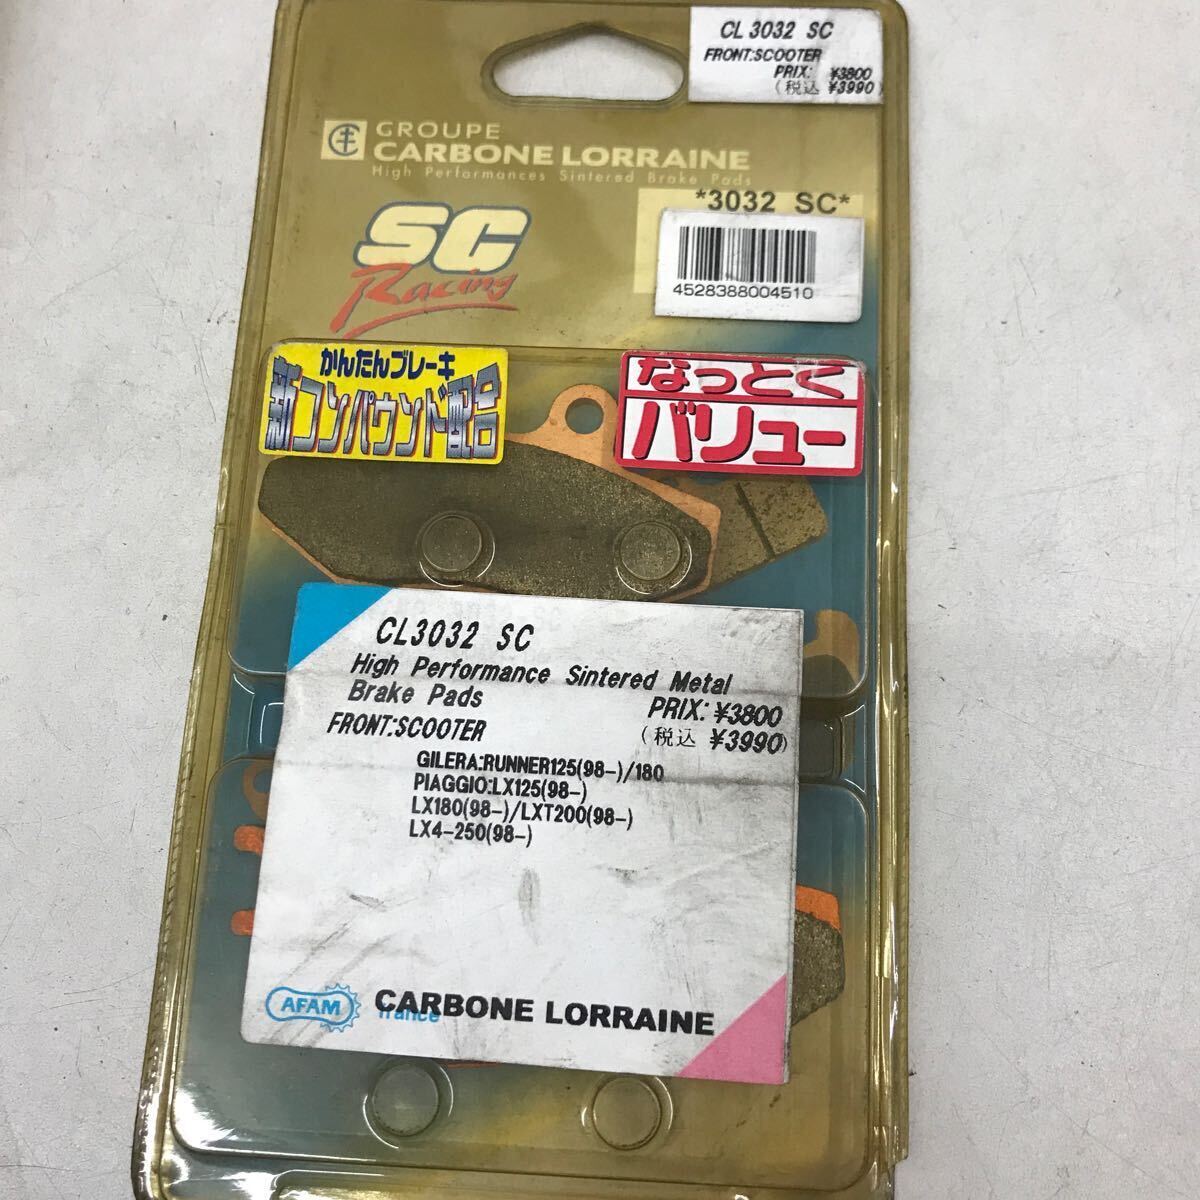 CL 3032 SC
FRONT:SCOOTER
PRIX: ¥3800
(税込 ¥3990)
GROUPE
CARBONE LORRAINE
High Performances Sintered Brake Pads
*3032 SC*
4528388004510
SC
Racing
かんたんブレーキ
新コンパウンド配合
なっとく
バリュー
CL3032 SC
High Performance Sintered Metal
Brake Pads
PRIX: ¥3800
FRONT:SCOOTER
(税込 ¥3990)
GILERA:RUNNER125(98-)/180
PIAGGIO:LX125(98-)
LX180(98-)/LXT200(98-)
LX4-250(98-)
AFAM
france
CARBONE LORRAINE